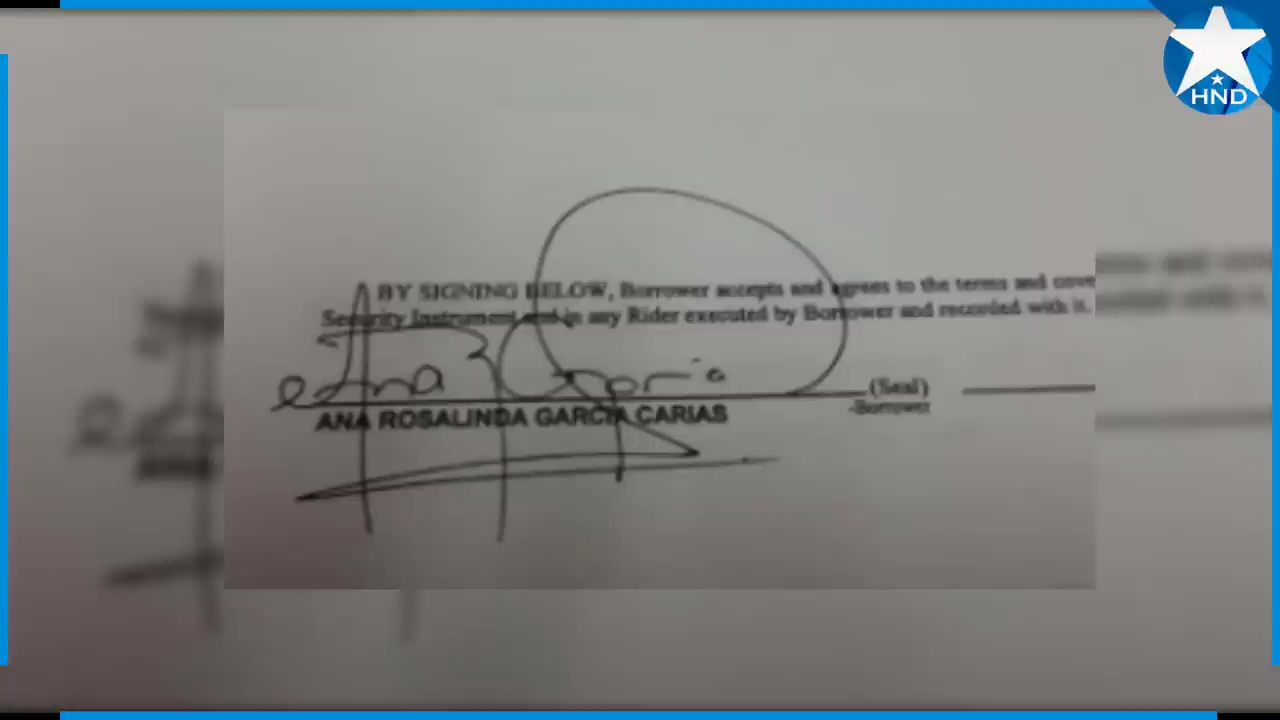 HND
BY SIGNING BELOW, Borrower accepts and agrees to the terms and cove
Security Instrument and in any Rider executed by Borrower and recorded with it.
(Seal)
-Borrower
ANA ROSALINDA GARCIA CARIAS